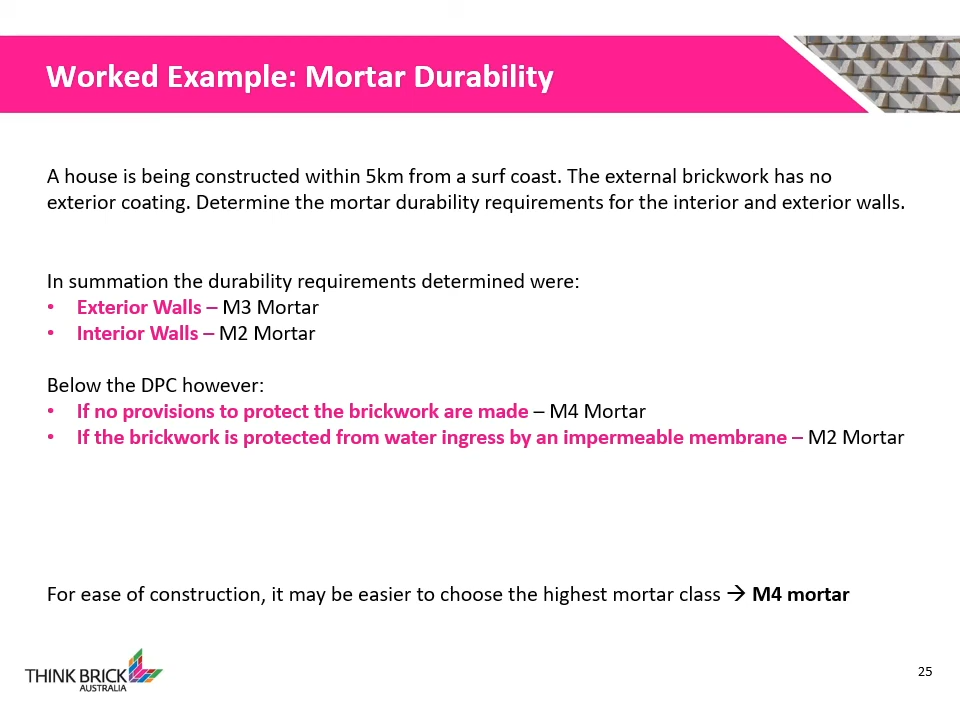 Worked Example: Mortar Durability
A house is being constructed within 5km from a surf coast. The external brickwork has no
exterior coating. Determine the mortar durability requirements for the interior and exterior walls.
In summation the durability requirements determined were:
• Exterior Walls – M3 Mortar
• Interior Walls – M2 Mortar
Below the DPC however:
• If no provisions to protect the brickwork are made – M4 Mortar
• If the brickwork is protected from water ingress by an impermeable membrane – M2 Mortar
For ease of construction, it may be easier to choose the highest mortar class → M4 mortar
THINK BRICK
AUSTRALIA
25